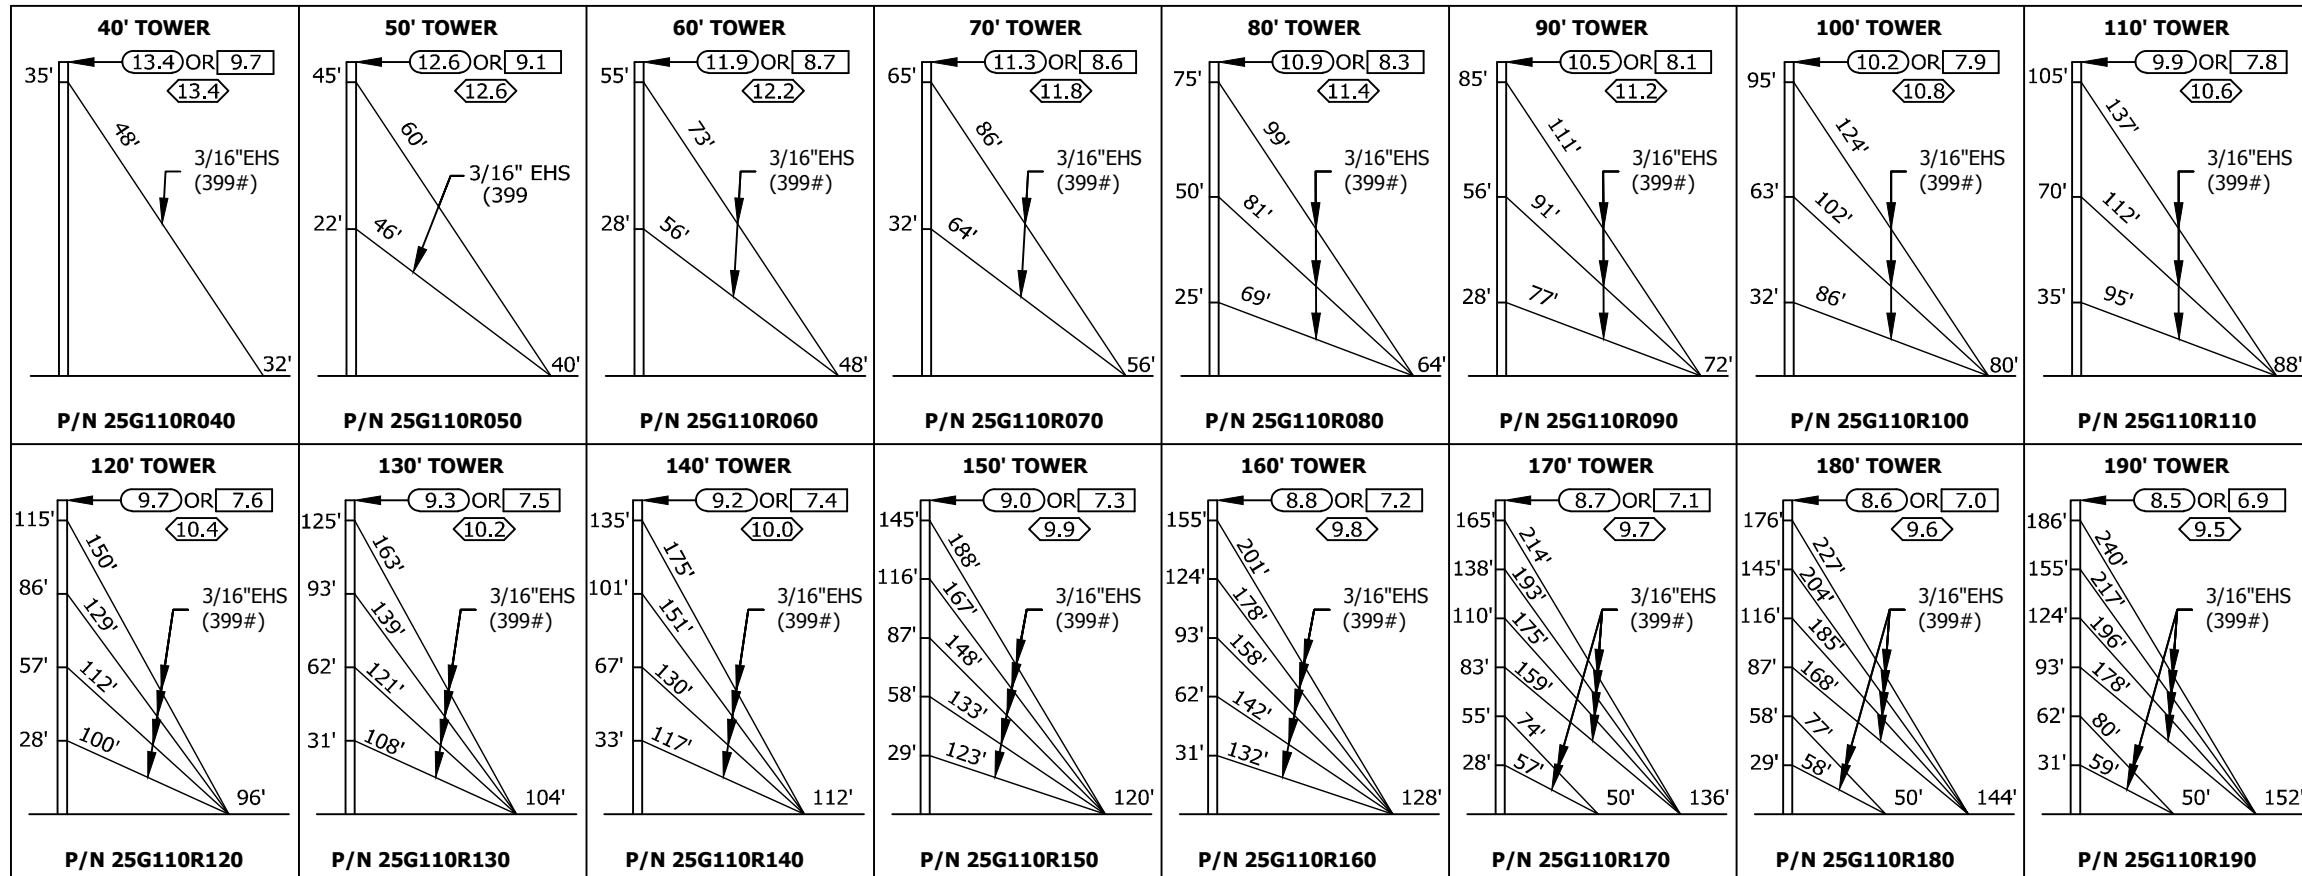 40' TOWER
13.4 OR 9.7
13.4
35'
48'
3/16"EHS
(399#)
32'
P/N 25G110R040
50' TOWER
12.6 OR 9.1
12.6
45'
60'
3/16" EHS
(399
22'
46'
40'
P/N 25G110R050
60' TOWER
11.9 OR 8.7
12.2
55'
73'
3/16"EHS
(399#)
28'
56'
48'
P/N 25G110R060
70' TOWER
11.3 OR 8.6
11.8
65'
86'
3/16"EHS
(399#)
32'
64'
56'
P/N 25G110R070
80' TOWER
10.9 OR 8.3
11.4
75'
99'
3/16"EHS
(399#)
50'
81'
25'
69'
64'
P/N 25G110R080
90' TOWER
10.5 OR 8.1
11.2
85'
111'
3/16"EHS
(399#)
56'
91'
28'
77'
72'
P/N 25G110R090
100' TOWER
10.2 OR 7.9
10.8
95'
124'
3/16"EHS
(399#)
63'
102'
32'
86'
80'
P/N 25G110R100
110' TOWER
9.9 OR 7.8
10.6
105'
137'
3/16"EHS
(399#)
70'
112'
35'
95'
88'
P/N 25G110R110
120' TOWER
9.7 OR 7.6
10.4
115'
150'
86'
129'
3/16"EHS
(399#)
57'
112'
28'
100'
96'
P/N 25G110R120
130' TOWER
9.3 OR 7.5
10.2
125'
163'
93'
139'
3/16"EHS
(399#)
62'
121'
31'
108'
104'
P/N 25G110R130
140' TOWER
9.2 OR 7.4
10.0
135'
175'
101'
151'
3/16"EHS
(399#)
67'
130'
33'
117'
112'
P/N 25G110R140
150' TOWER
9.0 OR 7.3
9.9
145'
188'
116'
167'
3/16"EHS
(399#)
87'
148'
58'
133'
29'
123'
120'
P/N 25G110R150
160' TOWER
8.8 OR 7.2
9.8
155'
201'
124'
178'
3/16"EHS
(399#)
93'
158'
62'
142'
31'
132'
128'
P/N 25G110R160
170' TOWER
8.7 OR 7.1
9.7
165'
214'
138'
193'
3/16"EHS
(399#)
110'
175'
83'
159'
55'
74'
28'
57'
50'
136'
P/N 25G110R170
180' TOWER
8.6 OR 7.0
9.6
176'
227'
145'
204'
3/16"EHS
(399#)
116'
185'
87'
168'
58'
77'
29'
58'
50'
144'
P/N 25G110R180
190' TOWER
8.5 OR 6.9
9.5
186'
240'
155'
217'
3/16"EHS
(399#)
124'
196'
93'
178'
62'
80'
31'
59'
50'
152'
P/N 25G110R190